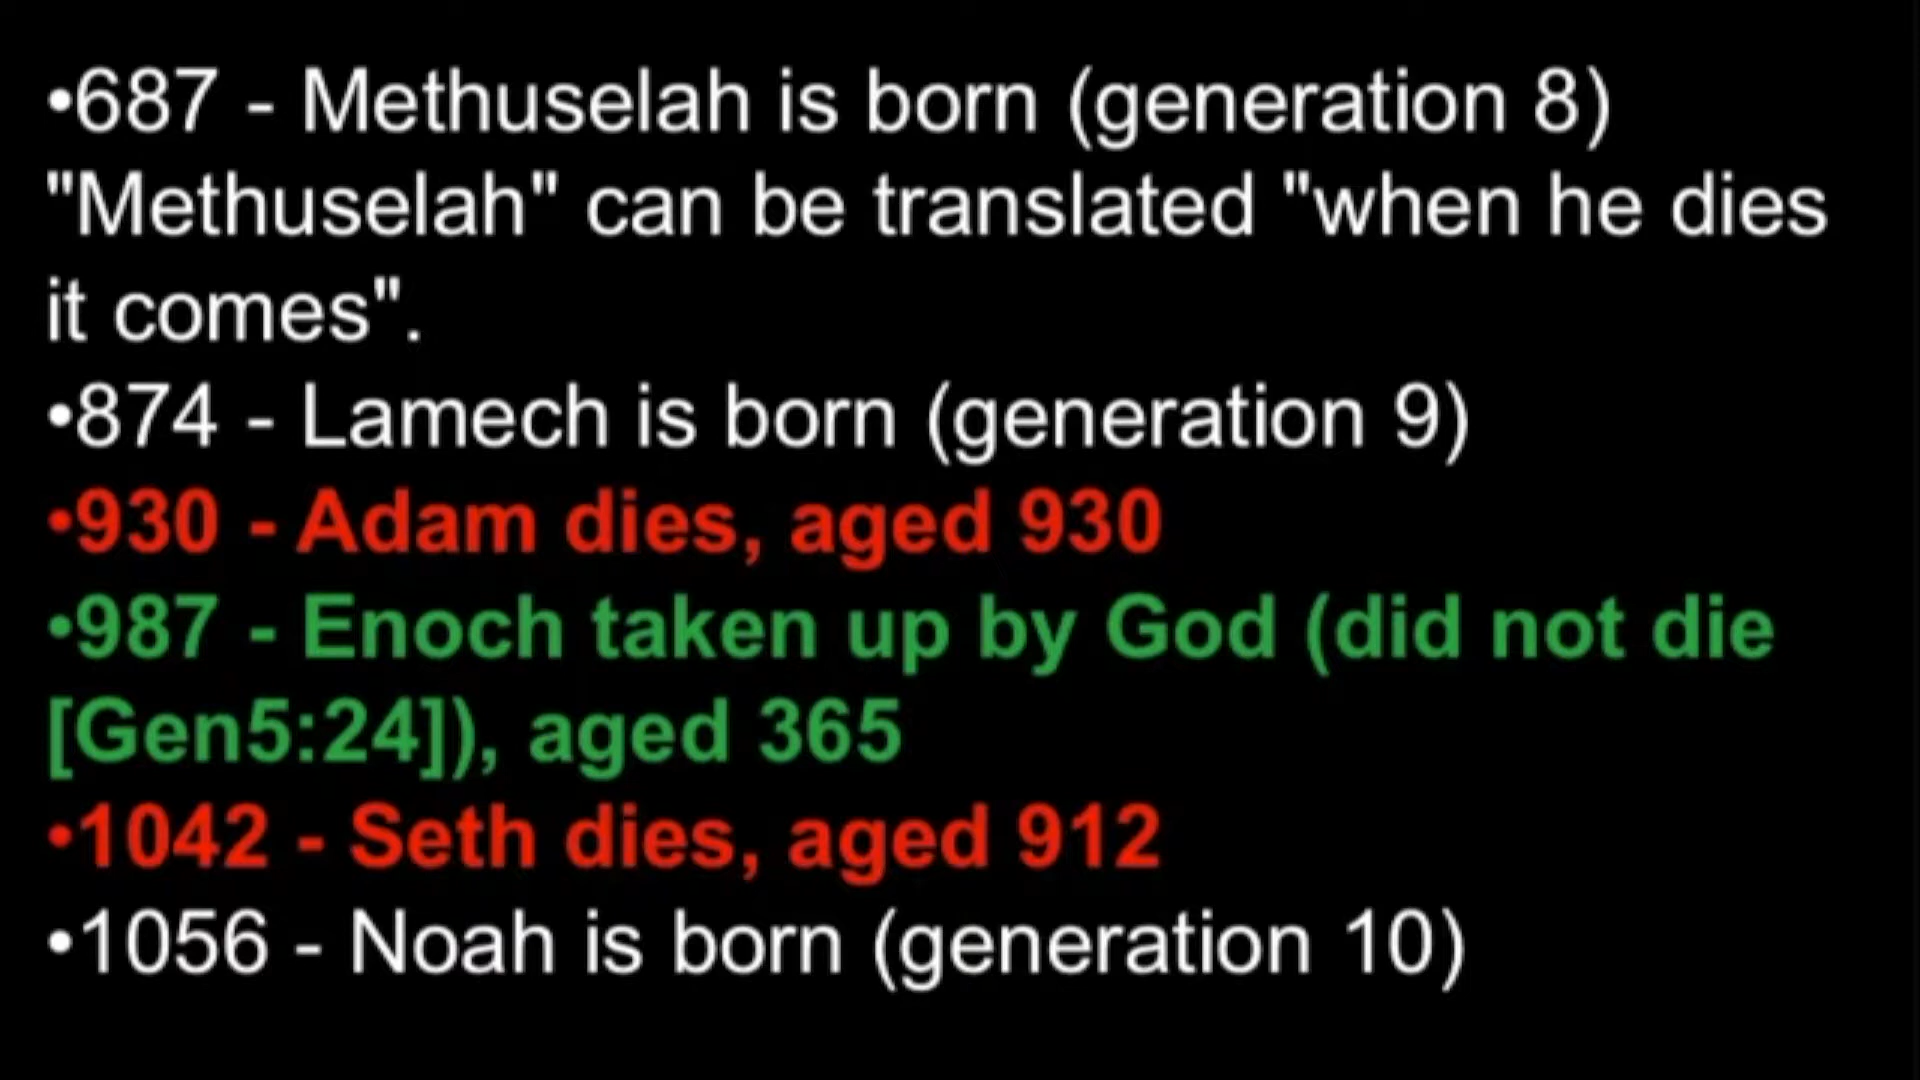 •687 - Methuselah is born (generation 8)
"Methuselah" can be translated "when he dies
it comes".
•874 - Lamech is born (generation 9)
•930 - Adam dies, aged 930
•987 - Enoch taken up by God (did not die
[Gen5:24]), aged 365
•1042 - Seth dies, aged 912
•1056 - Noah is born (generation 10)